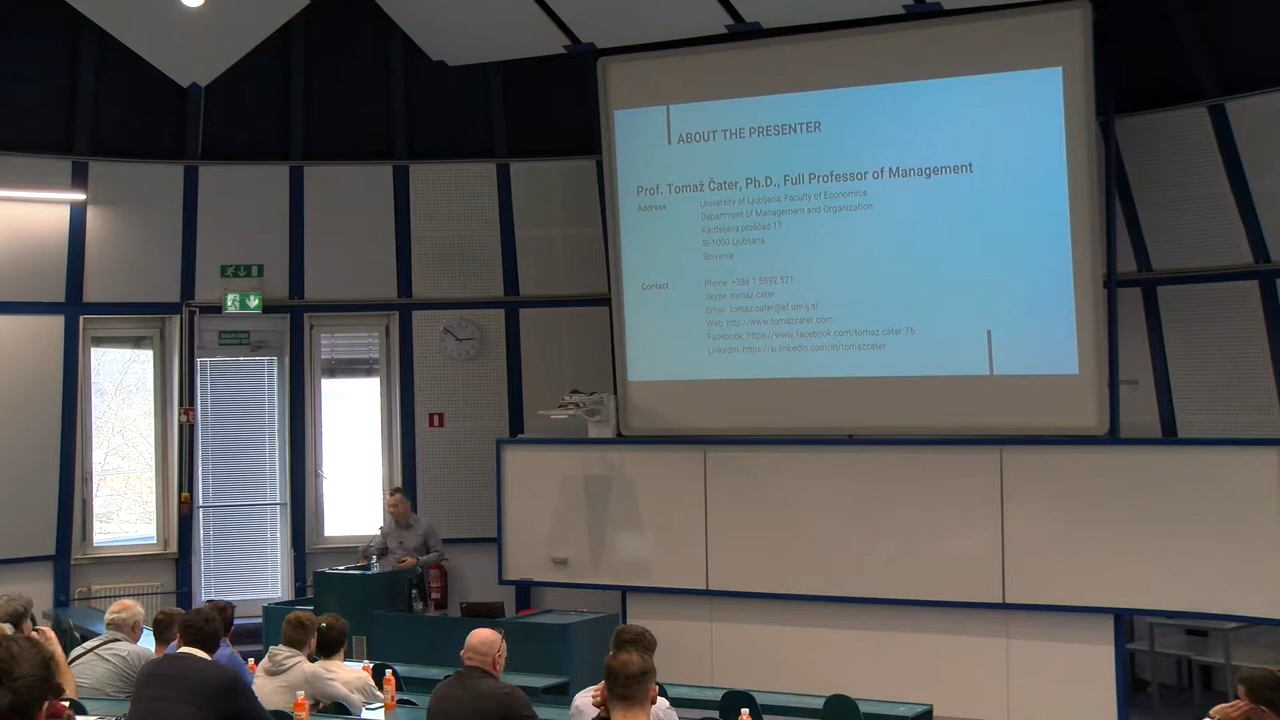 ABOUT THE PRESENTER
Prof. Tomaž Čater, Ph.D., Full Professor of Management
Address
University of Ljubljana, Faculty of Economics
Department of Management and Organization
Kardeljeva ploščad 17
SI-1000 Ljubljana
Slovenia
Contact
Phone: +386 1 5892 521
Skype: tomaz.cater
Email: tomaz.cater@ef.uni-lj.si
Web: http://www.tomazcater.com
Facebook: https://www.facebook.com/tomaz.cater.76
Linkedin: https://si.linkedin.com/in/tomazcater